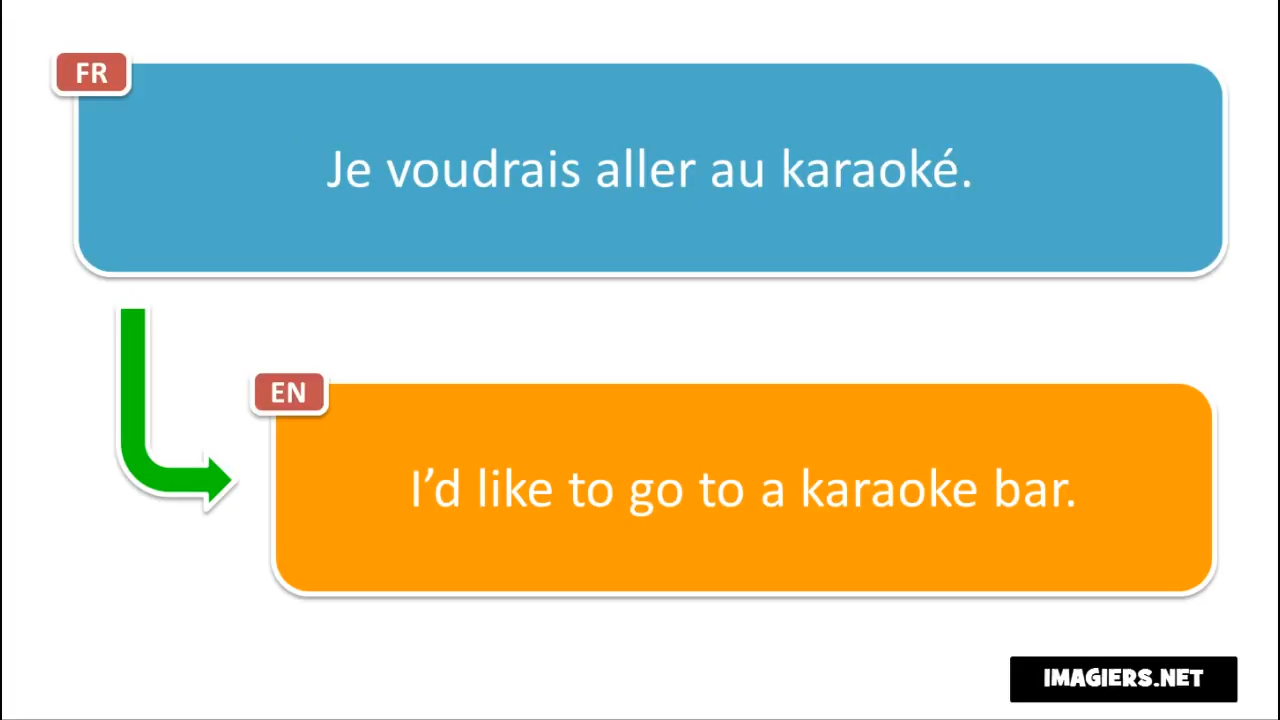 FR
Je voudrais aller au karaoké.
EN
I’d like to go to a karaoke bar.
IMAGIERS.NET